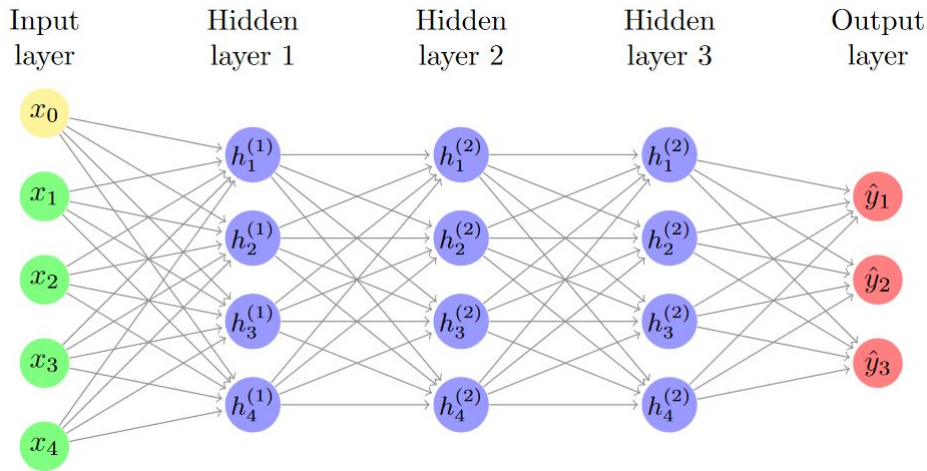 Input layer
Hidden layer 1
Hidden layer 2
Hidden layer 3
Output layer
x₀
x₁
x₂
x₃
x₄
h₁⁽¹⁾
h₂⁽¹⁾
h₃⁽¹⁾
h₄⁽¹⁾
h₁⁽²⁾
h₂⁽²⁾
h₃⁽²⁾
h₄⁽²⁾
h₁⁽²⁾
h₂⁽²⁾
h₃⁽²⁾
h₄⁽²⁾
ŷ₁
ŷ₂
ŷ₃